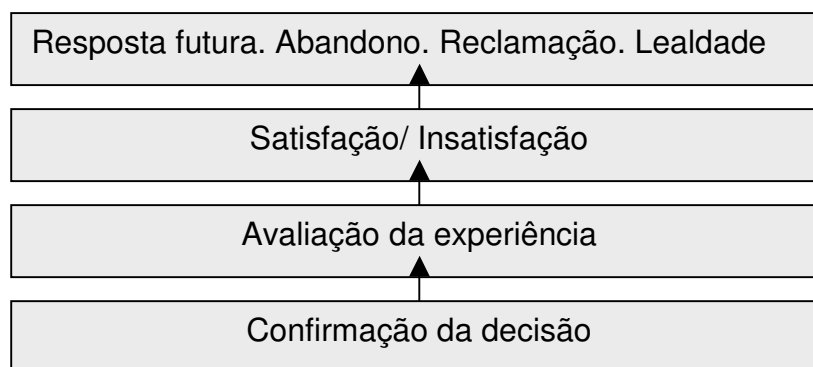 Resposta futura. Abandono. Reclamação. Lealdade
Satisfação/ Insatisfação
Avaliação da experiência
Confirmação da decisão